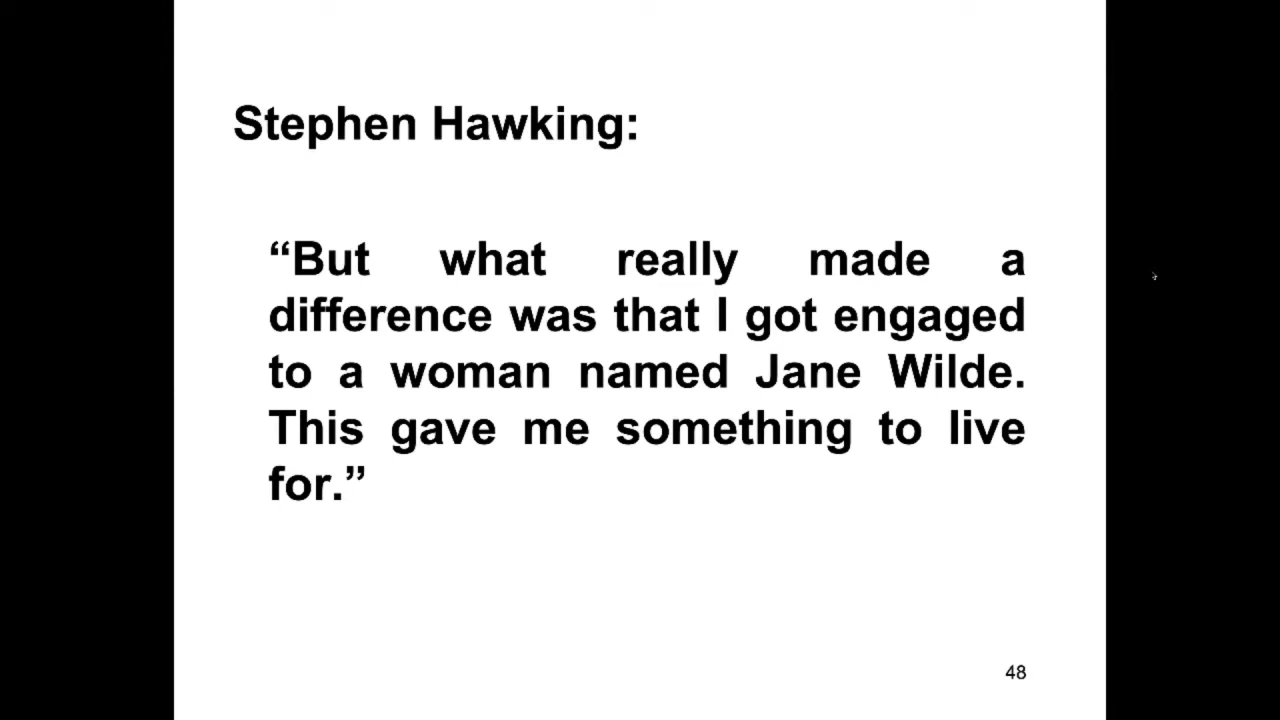 Stephen Hawking:
“But what really made a
difference was that I got engaged
to a woman named Jane Wilde.
This gave me something to live
for.”
48